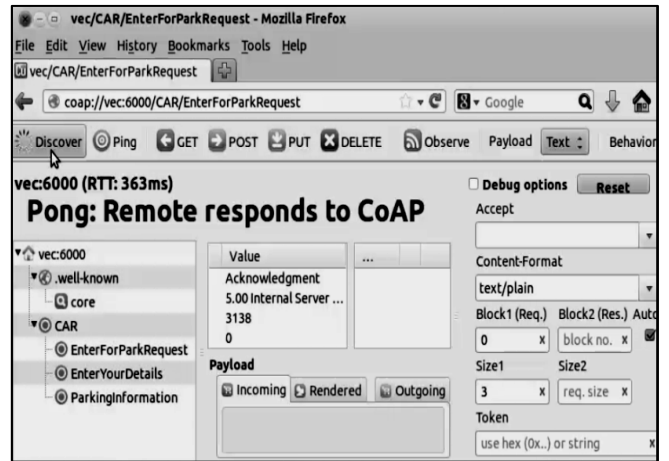 vec/CAR/EnterForParkRequest - Mozilla Firefox
File Edit View History Bookmarks Tools Help
vec/CAR/EnterForParkRequest
coap://vec:6000/CAR/EnterForParkRequest
Google
Discover Ping GET POST PUT DELETE Observe Payload Text Behavior
vec:6000 (RTT: 363ms)
Pong: Remote responds to CoAP
vec:6000
.well-known
core
CAR
EnterForParkRequest
EnterYourDetails
ParkingInformation
Value ...
Acknowledgment
5.00 Internal Server ...
3138
0
Payload
Incoming Rendered Outgoing
Debug options Reset
Accept
Content-Format
text/plain
Block1 (Req.) Block2 (Res.) Auto
0 x block no. x
Size1 Size2
3 x req. size x
Token
use hex (0x..) or string x